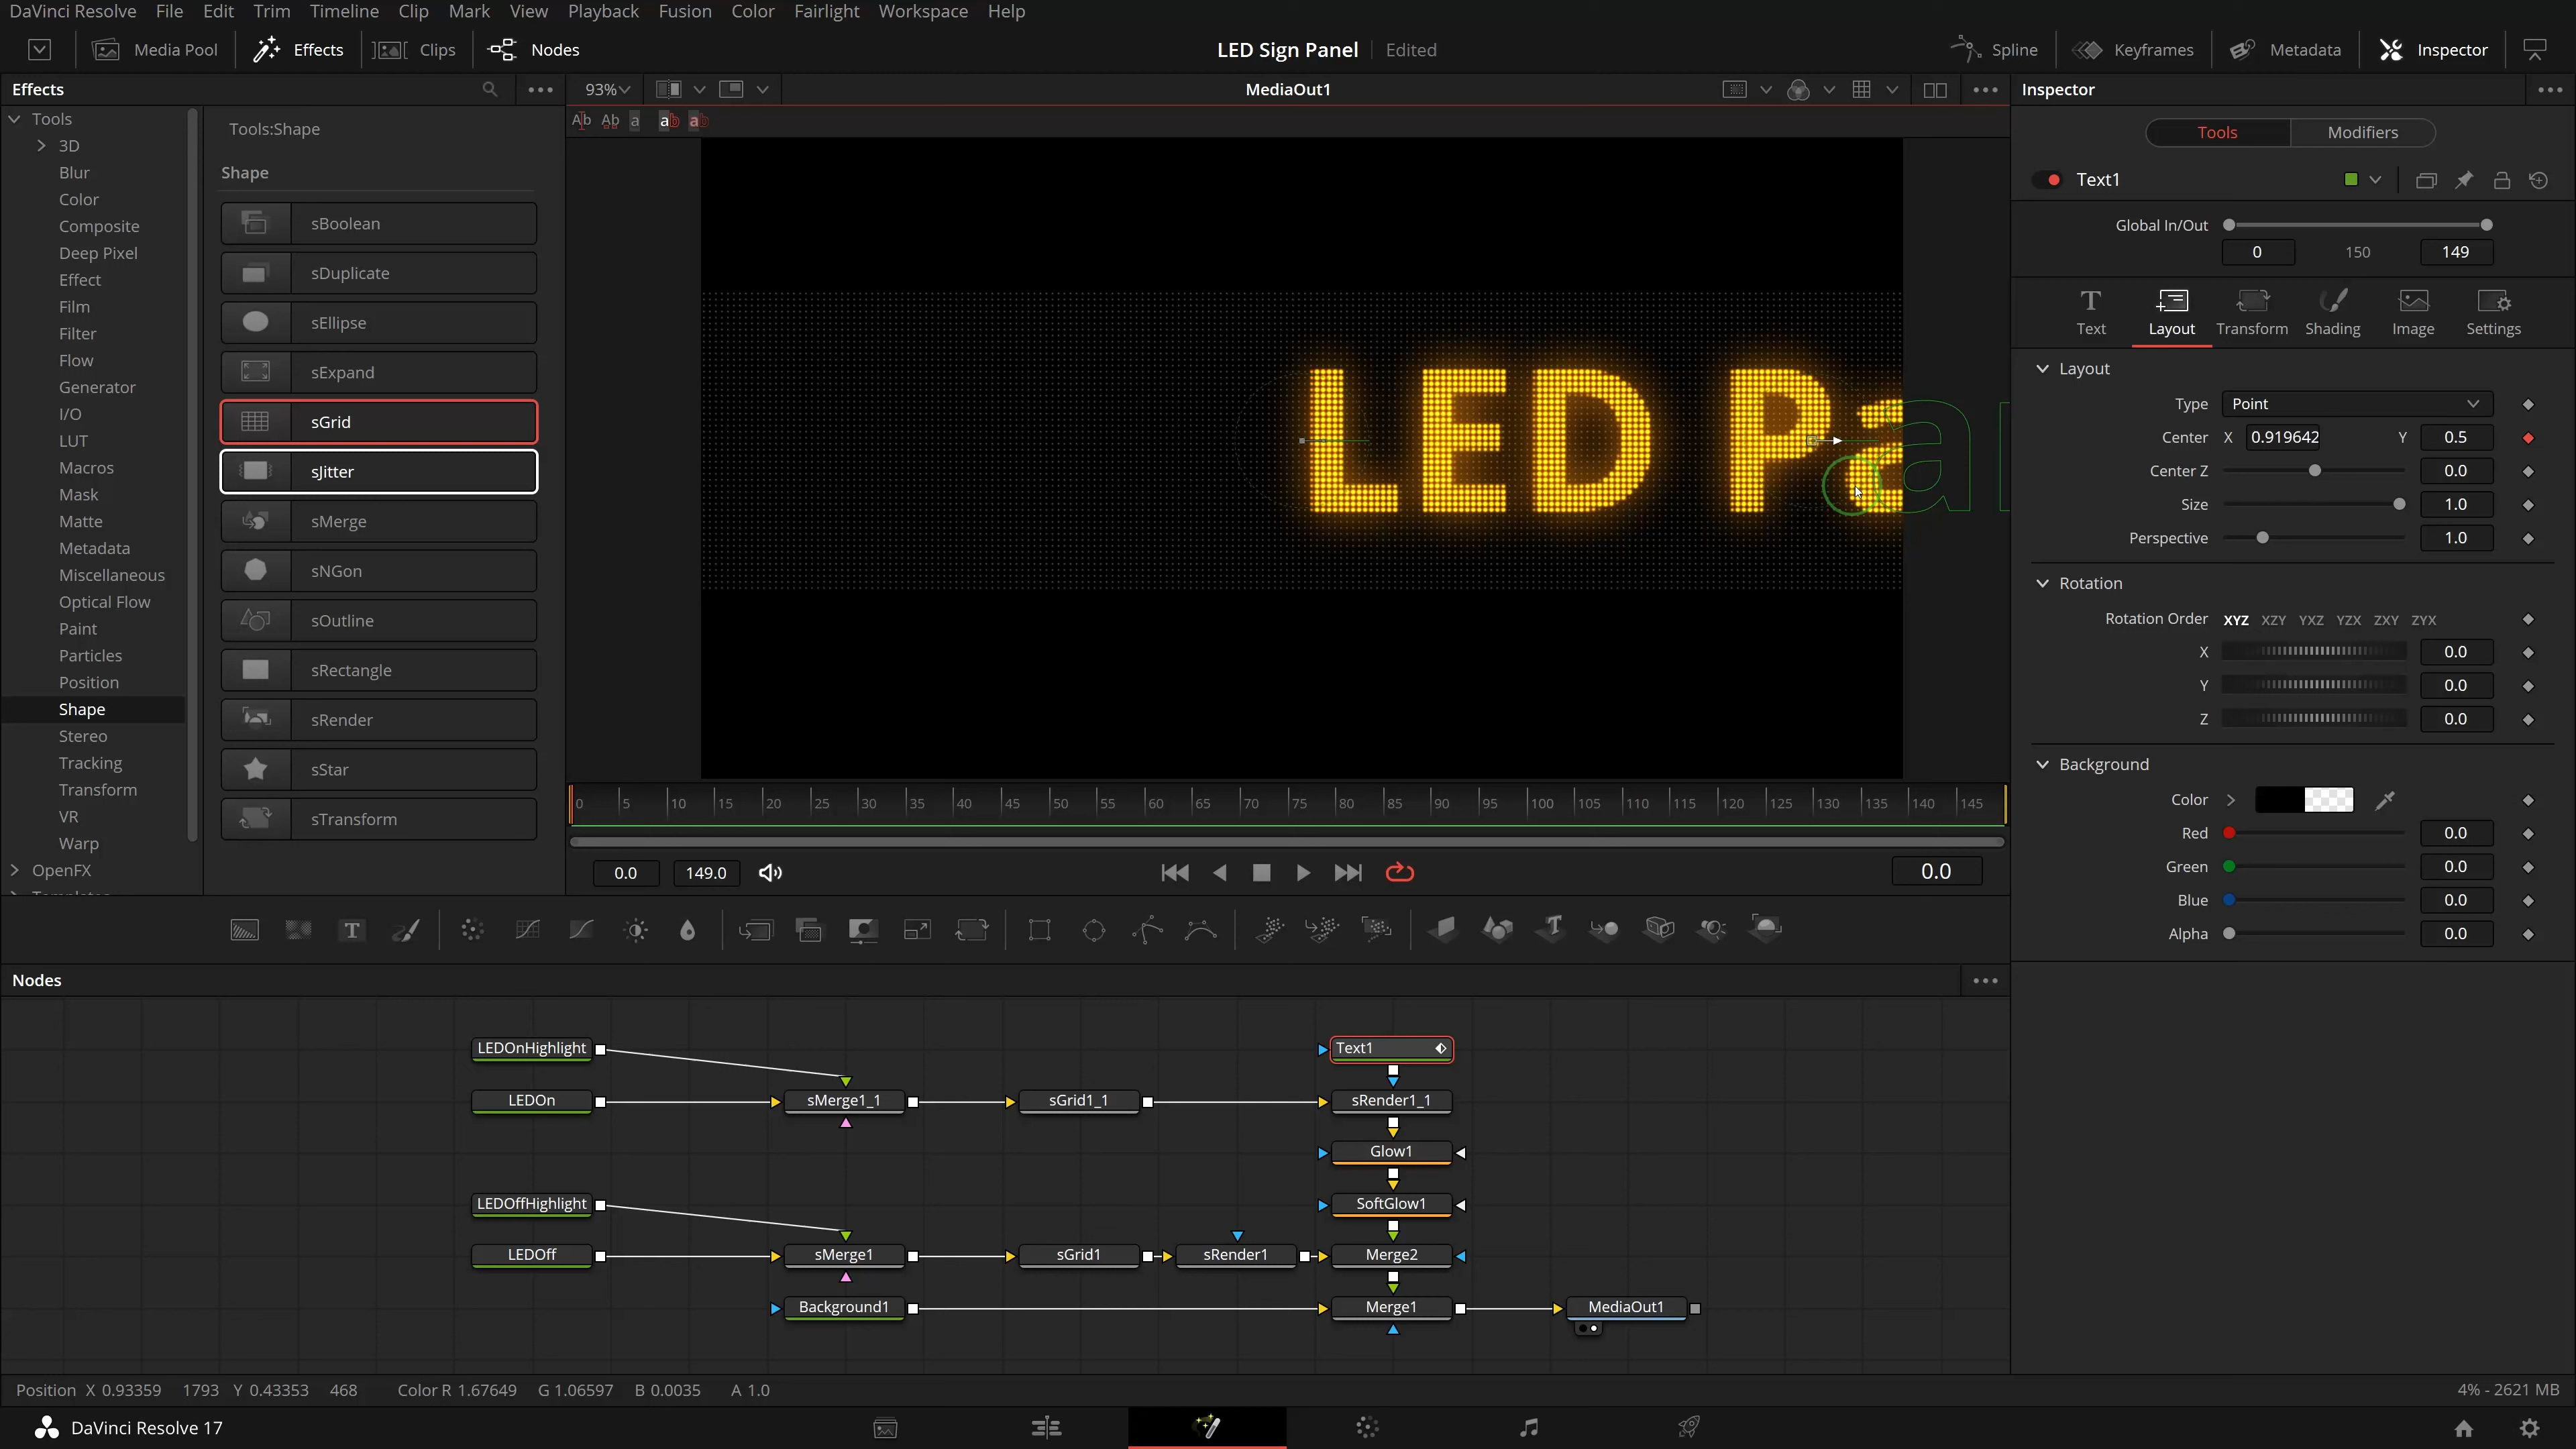 DaVinci Resolve File Edit Trim Timeline Clip Mark View Playback Fusion Color Fairlight Workspace Help
Media Pool Effects Clips Nodes LED Sign Panel Edited Spline Keyframes Metadata Inspector
Effects 93% MediaOut1 Inspector
Tools
3D
Blur
Color
Composite
Deep Pixel
Effect
Film
Filter
Flow
Generator
I/O
LUT
Macros
Mask
Matte
Metadata
Miscellaneous
Optical Flow
Paint
Particles
Position
Shape
Stereo
Tracking
Transform
VR
Warp
OpenFX
Tools:Shape
Shape
sBoolean
sDuplicate
sEllipse
sExpand
sGrid
sJitter
sMerge
sNGon
sOutline
sRectangle
sRender
sStar
sTransform
Ab Ab a ab ab
LED Pa
0 5 10 15 20 25 30 35 40 45 50 55 60 65 70 75 80 85 90 95 100 105 110 115 120 125 130 135 140 145
0.0 149.0 0.0
Tools Modifiers
Text1
Global In/Out
0 150 149
Text Layout Transform Shading Image Settings
Layout
Type Point
Center X 0.919642 Y 0.5
Center Z 0.0
Size 1.0
Perspective 1.0
Rotation
Rotation Order XYZ XZY YXZ YZX ZXY ZYX
X 0.0
Y 0.0
Z 0.0
Background
Color
Red 0.0
Green 0.0
Blue 0.0
Alpha 0.0
Nodes
LEDOnHighlight Text1
LEDOn sMerge1_1 sGrid1_1 sRender1_1
Glow1
LEDOffHighlight SoftGlow1
LEDOff sMerge1 sGrid1 sRender1 Merge2
Background1 Merge1 MediaOut1
Position X 0.93359 1793 Y 0.43353 468 Color R 1.67649 G 1.06597 B 0.0035 A 1.0 4% - 2621 MB
DaVinci Resolve 17